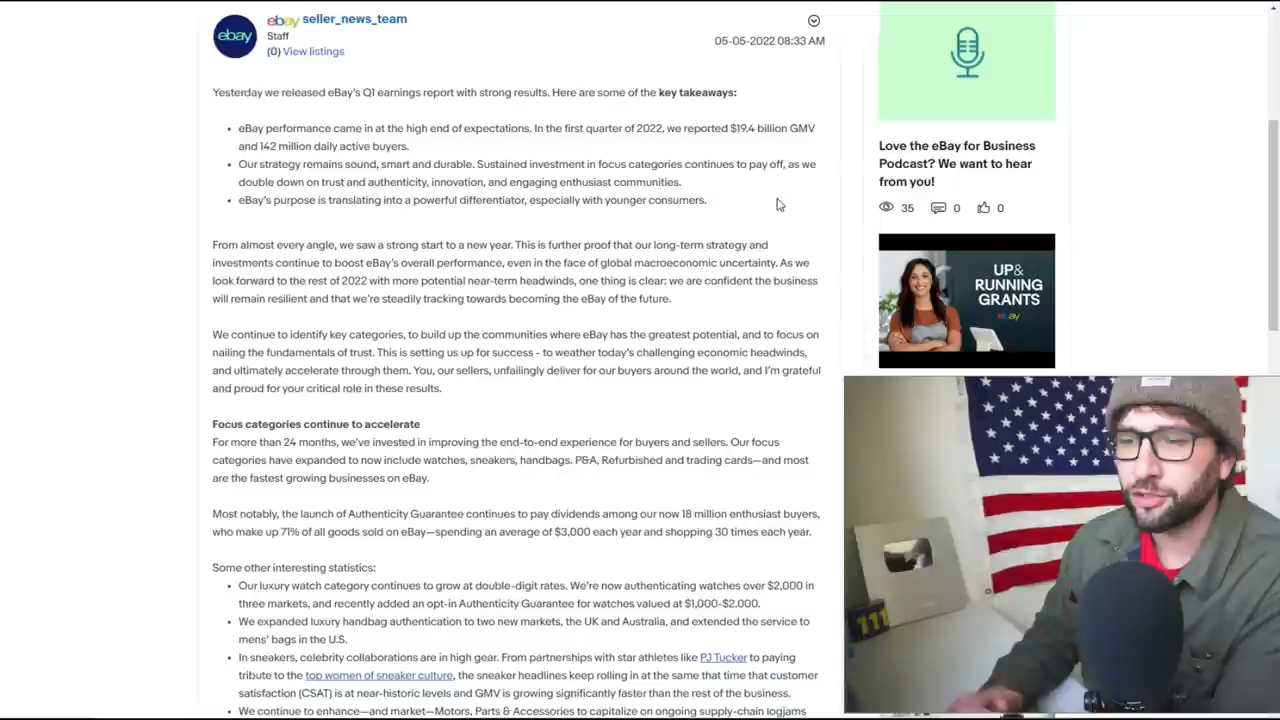 ebay
ebay seller_news_team
Staff
(0) View listings
05-05-2022 08:33 AM
Yesterday we released eBay's Q1 earnings report with strong results. Here are some of the key takeaways:
• eBay performance came in at the high end of expectations. In the first quarter of 2022, we reported $19.4 billion GMV
and 142 million daily active buyers.
• Our strategy remains sound, smart and durable. Sustained investment in focus categories continues to pay off, as we
double down on trust and authenticity, innovation, and engaging enthusiast communities.
• eBay's purpose is translating into a powerful differentiator, especially with younger consumers.
From almost every angle, we saw a strong start to a new year. This is further proof that our long-term strategy and
investments continue to boost eBay's overall performance, even in the face of global macroeconomic uncertainty. As we
look forward to the rest of 2022 with more potential near-term headwinds, one thing is clear: we are confident the business
will remain resilient and that we're steadily tracking towards becoming the eBay of the future.
We continue to identify key categories, to build up the communities where eBay has the greatest potential, and to focus on
nailing the fundamentals of trust. This is setting us up for success - to weather today's challenging economic headwinds,
and ultimately accelerate through them. You, our sellers, unfailingly deliver for our buyers around the world, and I'm grateful
and proud for your critical role in these results.
Focus categories continue to accelerate
For more than 24 months, we've invested in improving the end-to-end experience for buyers and sellers. Our focus
categories have expanded to now include watches, sneakers, handbags. P&A, Refurbished and trading cards—and most
are the fastest growing businesses on eBay.
Most notably, the launch of Authenticity Guarantee continues to pay dividends among our now 18 million enthusiast buyers,
who make up 71% of all goods sold on eBay—spending an average of $3,000 each year and shopping 30 times each year.
Some other interesting statistics:
• Our luxury watch category continues to grow at double-digit rates. We're now authenticating watches over $2,000 in
three markets, and recently added an opt-in Authenticity Guarantee for watches valued at $1,000-$2,000.
• We expanded luxury handbag authentication to two new markets, the UK and Australia, and extended the service to
mens' bags in the U.S.
• In sneakers, celebrity collaborations are in high gear. From partnerships with star athletes like PJ Tucker to paying
tribute to the top women of sneaker culture, the sneaker headlines keep rolling in at the same that time that customer
satisfaction (CSAT) is at near-historic levels and GMV is growing significantly faster than the rest of the business.
• We continue to enhance—and market—Motors, Parts & Accessories to capitalize on ongoing supply-chain logjams
Love the eBay for Business
Podcast? We want to hear
from you!
35 0 0
UP&
RUNNING
GRANTS
ebay
111